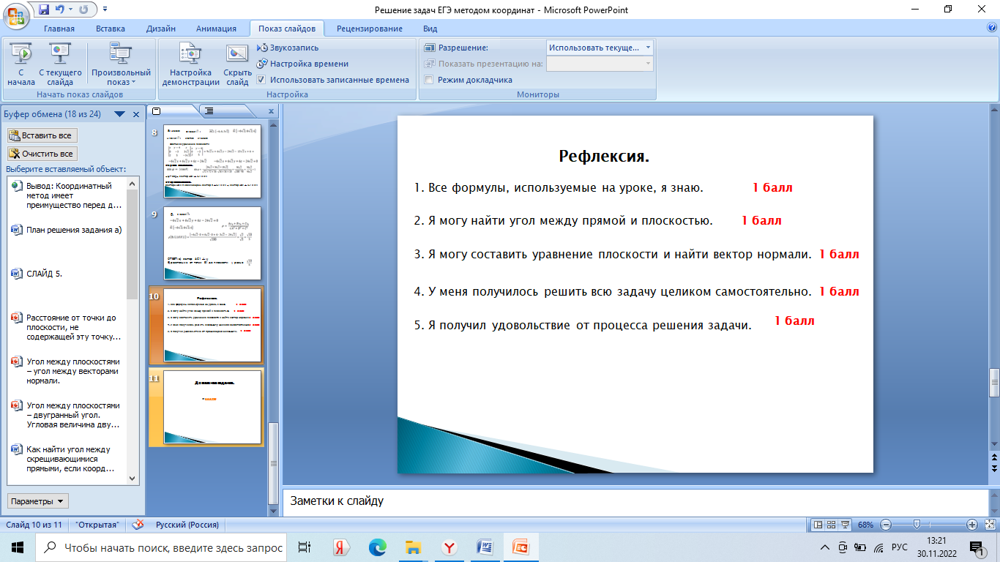 Решение задач ЕГЭ методом координат - Microsoft PowerPoint
Главная
Вставка
Дизайн
Анимация
Показ слайдов
Рецензирование
Вид
С начала
С текущего слайда
Произвольный показ
Начать показ слайдов
Настройка демонстрации
Скрыть слайд
Звукозапись
Настройка времени
Использовать записанные времена
Настройка
Разрешение:
Использовать текуще...
Показать презентацию на:
Режим докладчика
Мониторы
Буфер обмена (18 из 24)
Вставить все
Очистить все
Выберите вставляемый объект:
Вывод: Координатный
метод имеет
преимущество перед д...
План решения задания а)
СЛАЙД 5.
Расстояние от точки до
плоскости, не
содержащей эту точку...
Угол между плоскостями
– угол между векторами
нормали.
Угол между плоскостями
– двугранный угол.
Угловая величина дву...
Как найти угол между
скрещивающимися
прямыми, если коорд...
Параметры
8
9
10
Рефлексия.
11
Домашнее задание.
Рефлексия.
1. Все формулы, используемые на уроке, я знаю. 1 балл
2. Я могу найти угол между прямой и плоскостью. 1 балл
3. Я могу составить уравнение плоскости и найти вектор нормали. 1 балл
4. У меня получилось решить всю задачу целиком самостоятельно. 1 балл
5. Я получил удовольствие от процесса решения задачи. 1 балл
Заметки к слайду
Слайд 10 из 11
"Открытая"
Русский (Россия)
68%
Чтобы начать поиск, введите здесь запрос
РУС
13:21
30.11.2022
1